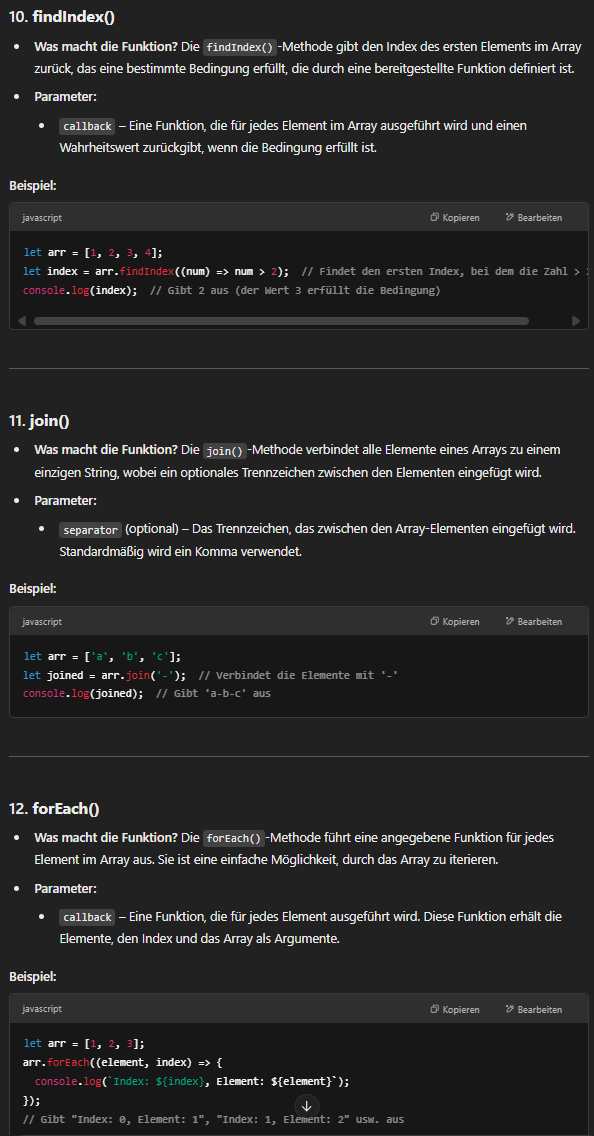 10. findIndex()
• Was macht die Funktion? Die findIndex()-Methode gibt den Index des ersten Elements im Array
zurück, das eine bestimmte Bedingung erfüllt, die durch eine bereitgestellte Funktion definiert ist.
• Parameter:
• callback – Eine Funktion, die für jedes Element im Array ausgeführt wird und einen
Wahrheitswert zurückgibt, wenn die Bedingung erfüllt ist.
Beispiel:
javascript Kopieren Bearbeiten
let arr = [1, 2, 3, 4];
let index = arr.findIndex((num) => num > 2);  // Findet den ersten Index, bei dem die Zahl >
console.log(index);  // Gibt 2 aus (der Wert 3 erfüllt die Bedingung)
11. join()
• Was macht die Funktion? Die join()-Methode verbindet alle Elemente eines Arrays zu einem
einzigen String, wobei ein optionales Trennzeichen zwischen den Elementen eingefügt wird.
• Parameter:
• separator (optional) – Das Trennzeichen, das zwischen den Array-Elementen eingefügt wird.
Standardmäßig wird ein Komma verwendet.
Beispiel:
javascript Kopieren Bearbeiten
let arr = ['a', 'b', 'c'];
let joined = arr.join('-');  // Verbindet die Elemente mit '-'
console.log(joined);  // Gibt 'a-b-c' aus
12. forEach()
• Was macht die Funktion? Die forEach()-Methode führt eine angegebene Funktion für jedes
Element im Array aus. Sie ist eine einfache Möglichkeit, durch das Array zu iterieren.
• Parameter:
• callback – Eine Funktion, die für jedes Element ausgeführt wird. Diese Funktion erhält die
Elemente, den Index und das Array als Argumente.
Beispiel:
javascript Kopieren Bearbeiten
let arr = [1, 2, 3];
arr.forEach((element, index) => {
  console.log(`Index: ${index}, Element: ${element}`);
});
// Gibt "Index: 0, Element: 1", "Index: 1, Element: 2" usw. aus